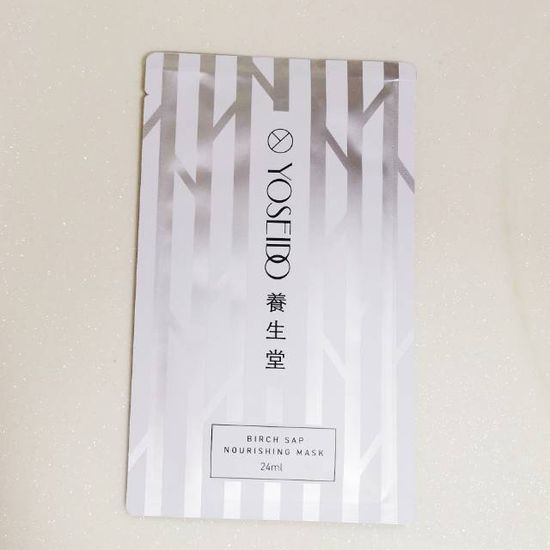 YOSEIDO
養生堂
BIRCH SAP
NOURISHING MASK
24ml